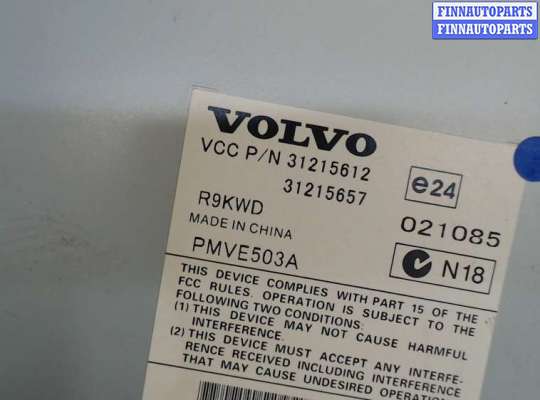 FINNAUTOPARTS
FINNAUTOPARTS
VOLVO
VCC P/N 31215612
31215657
e24
R9KWD
021085
MADE IN CHINA
PMVE503A
N18
THIS DEVICE COMPLIES WITH PART 15 OF THE
FCC RULES. OPERATION IS SUBJECT TO THE
FOLLOWING TWO CONDITIONS:
(1) THIS DEVICE MAY NOT CAUSE HARMFUL
INTERFERENCE.
(2) THIS DEVICE MUST ACCEPT ANY INTERFE-
RENCE RECEIVED INCLUDING INTERFERENCE
THAT MAY CAUSE UNDESIRED OPERATION